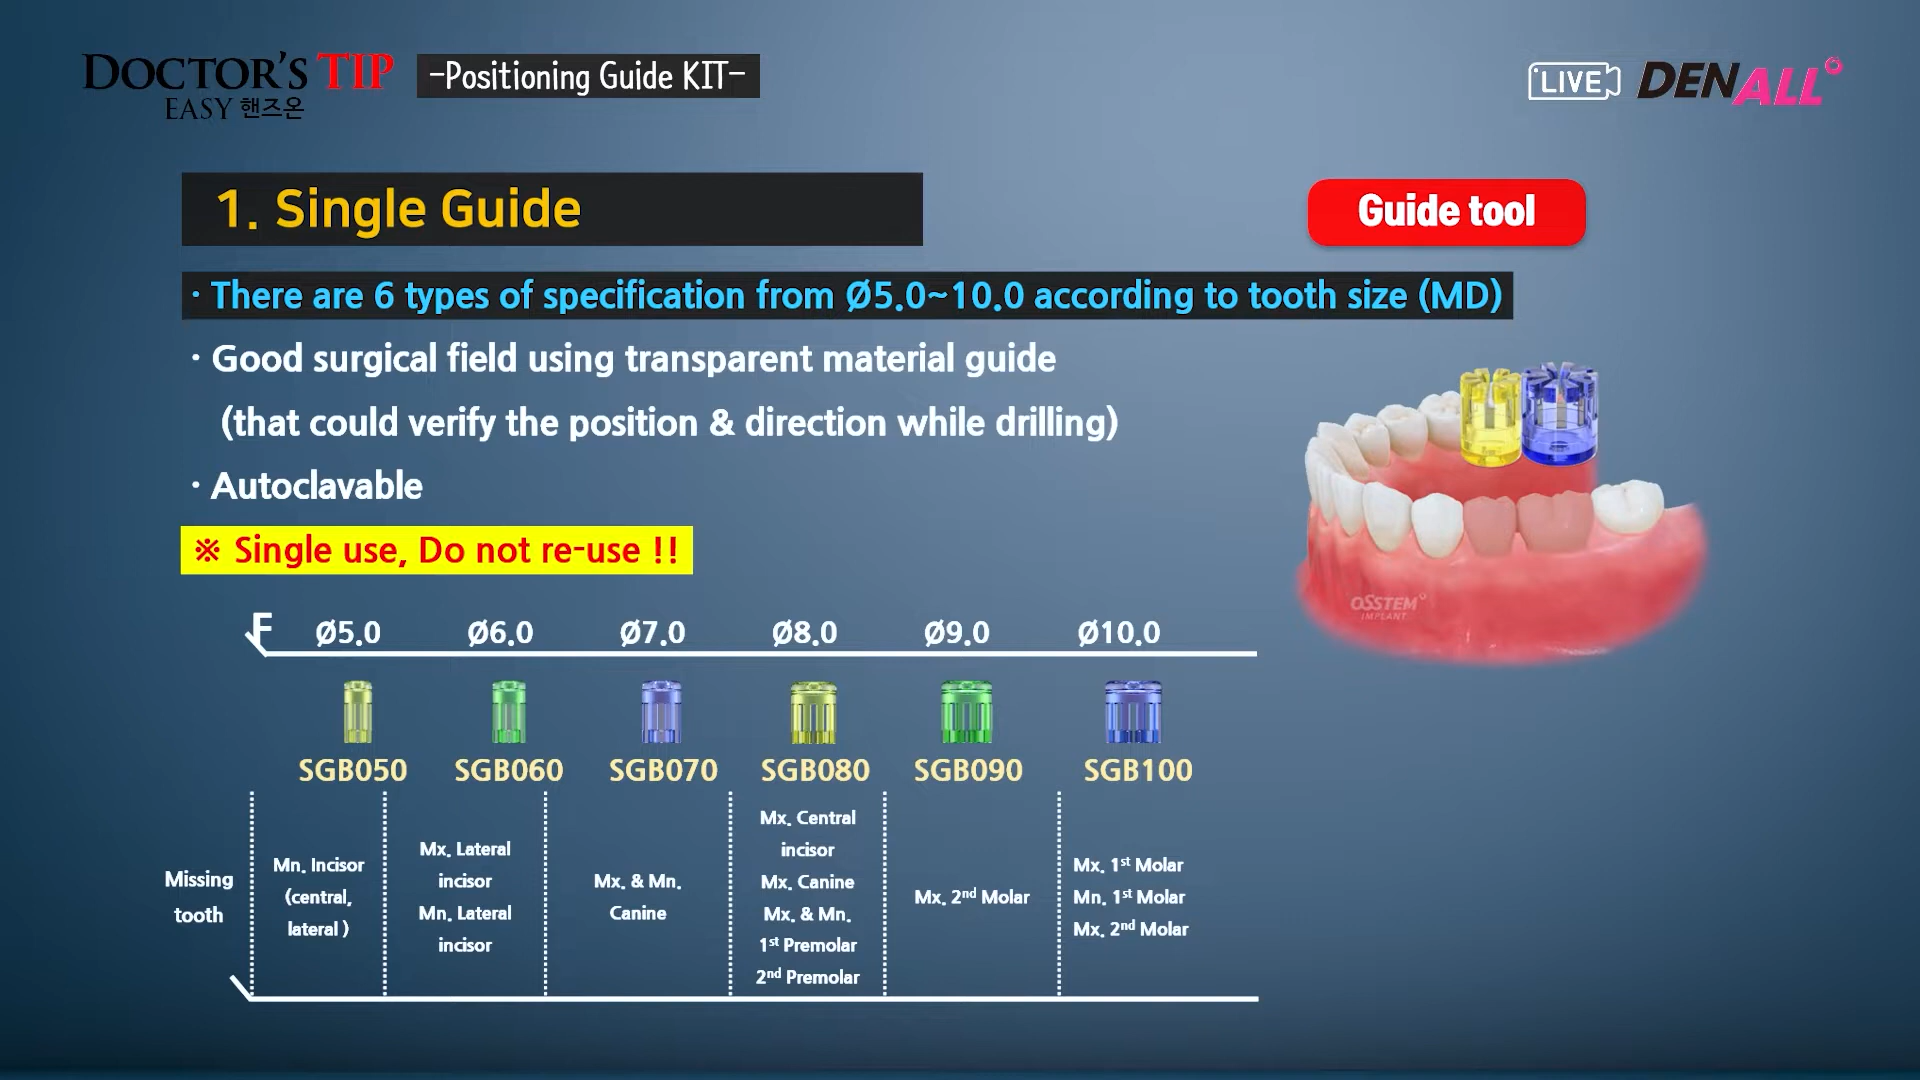 DOCTOR'S TIP
EASY 핸즈온
-Positioning Guide KIT-
LIVE
DENALL
1. Single Guide
Guide tool
· There are 6 types of specification from Ø5.0~10.0 according to tooth size (MD)
· Good surgical field using transparent material guide
(that could verify the position & direction while drilling)
· Autoclavable
※ Single use, Do not re-use !!
OSSTEM
IMPLANT
F Ø5.0 Ø6.0 Ø7.0 Ø8.0 Ø9.0 Ø10.0
SGB050 SGB060 SGB070 SGB080 SGB090 SGB100
Missing
tooth
Mn. Incisor
(central,
lateral )
Mx. Lateral
incisor
Mn. Lateral
incisor
Mx. & Mn.
Canine
Mx. Central
incisor
Mx. Canine
Mx. & Mn.
1st Premolar
2nd Premolar
Mx. 2nd Molar
Mx. 1st Molar
Mn. 1st Molar
Mx. 2nd Molar